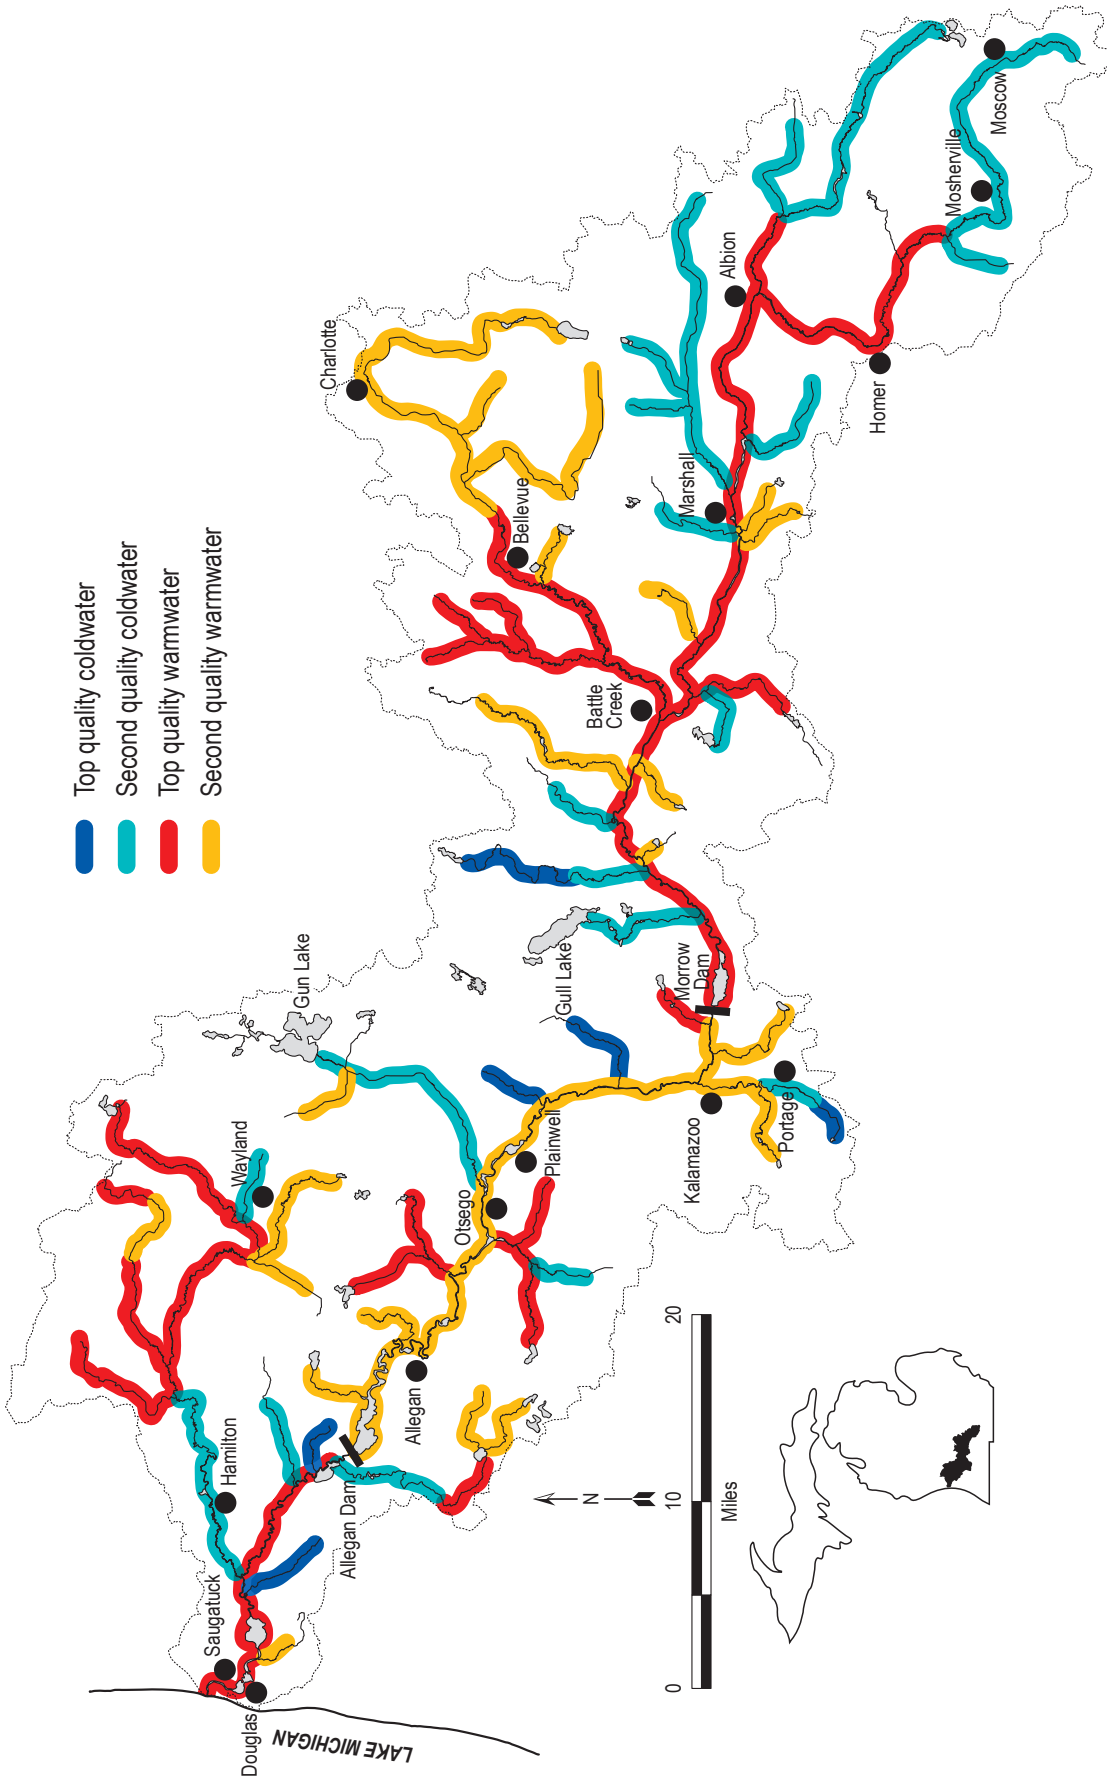 Top quality coldwater
Second quality coldwater
Top quality warmwater
Second quality warmwater
Charlotte
Bellevue
Battle
Creek
Marshall
Albion
Homer
Mosherville
Moscow
Gun Lake
Gull Lake
Morrow
Dam
Wayland
Otsego
Plainwell
Kalamazoo
Portage
Hamilton
Allegan
Allegan Dam
Saugatuck
Douglas
LAKE MICHIGAN
N
0
10
20
Miles